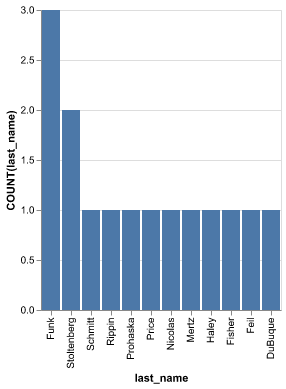 COUNT(last_name)
3.0
2.5
2.0
1.5
1.0
0.5
0.0
Funk
Stoltenberg
Schmitt
Rippin
Prohaska
Price
Nicolas
Mertz
Haley
Fisher
Feil
DuBuque
last_name